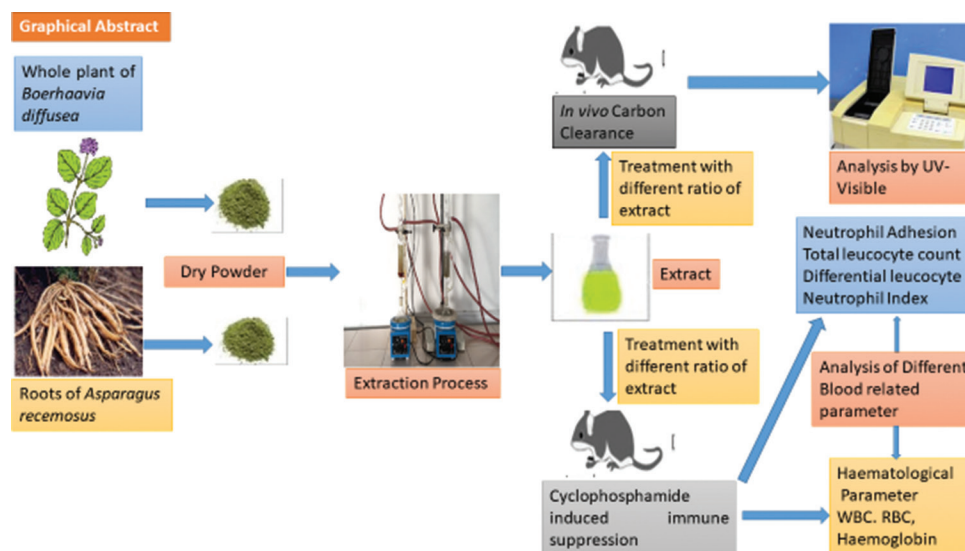 Graphical Abstract
Whole plant of
Boerhaavia
diffusea
Dry Powder
Roots of Asparagus
recemosus
Extraction Process
Extract
Treatment with
different ratio of
extract
In vivo Carbon
Clearance
Analysis by UV-
Visible
Treatment with
different ratio of
extract
Cyclophosphamide
induced immune
suppression
Neutrophil Adhesion
Total leucocyte count
Differential leucocyte
Neutrophil Index
Analysis of Different
Blood related
parameter
Haematological
Parameter
WBC. RBC,
Haemoglobin